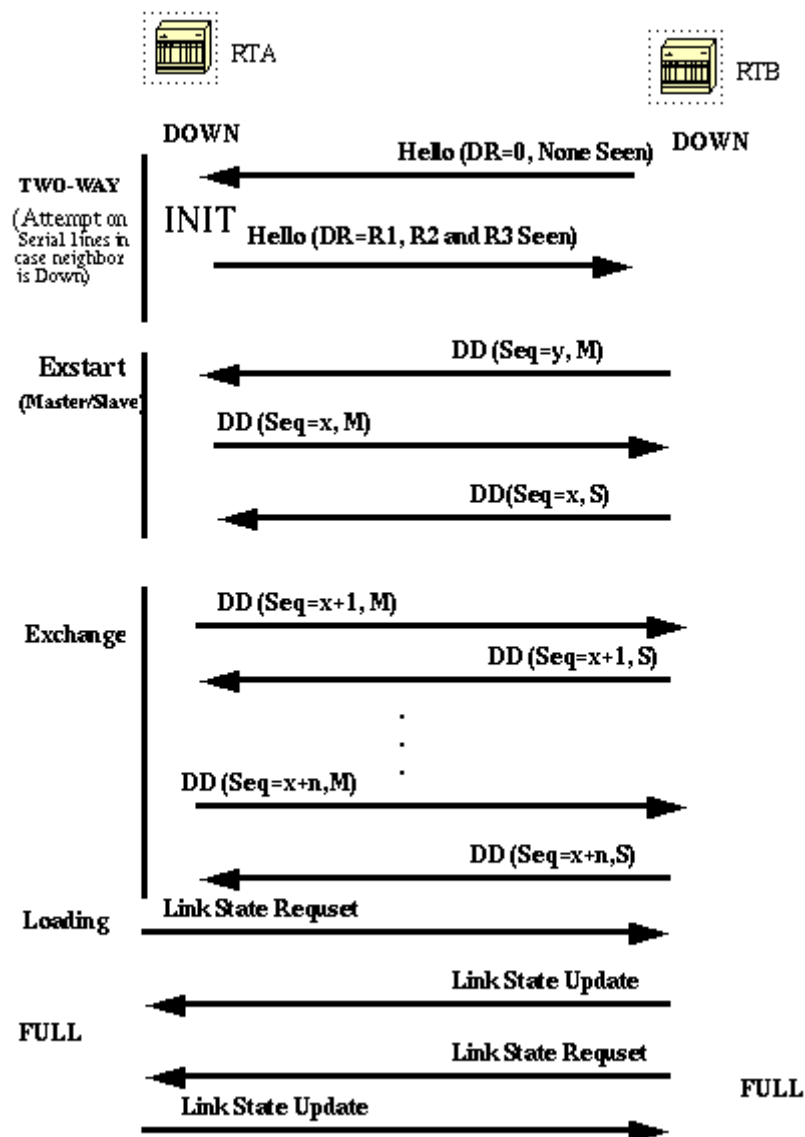 RTA
RTB
DOWN
DOWN
Hello (DR=0, None Seen)
TWO-WAY
(Attempt on
Serial lines in
case neighbor
is Down)
INIT
Hello (DR=R1, R2 and R3 Seen)
Exstart
(Master/Slave)
DD (Seq=y, M)
DD (Seq=x, M)
DD(Seq=x, S)
Exchange
DD (Seq=x+1, M)
DD (Seq=x+1, S)
.
.
.
DD (Seq=x+n,M)
DD (Seq=x+n,S)
Loading
Link State Requset
Link State Update
FULL
Link State Requset
FULL
Link State Update